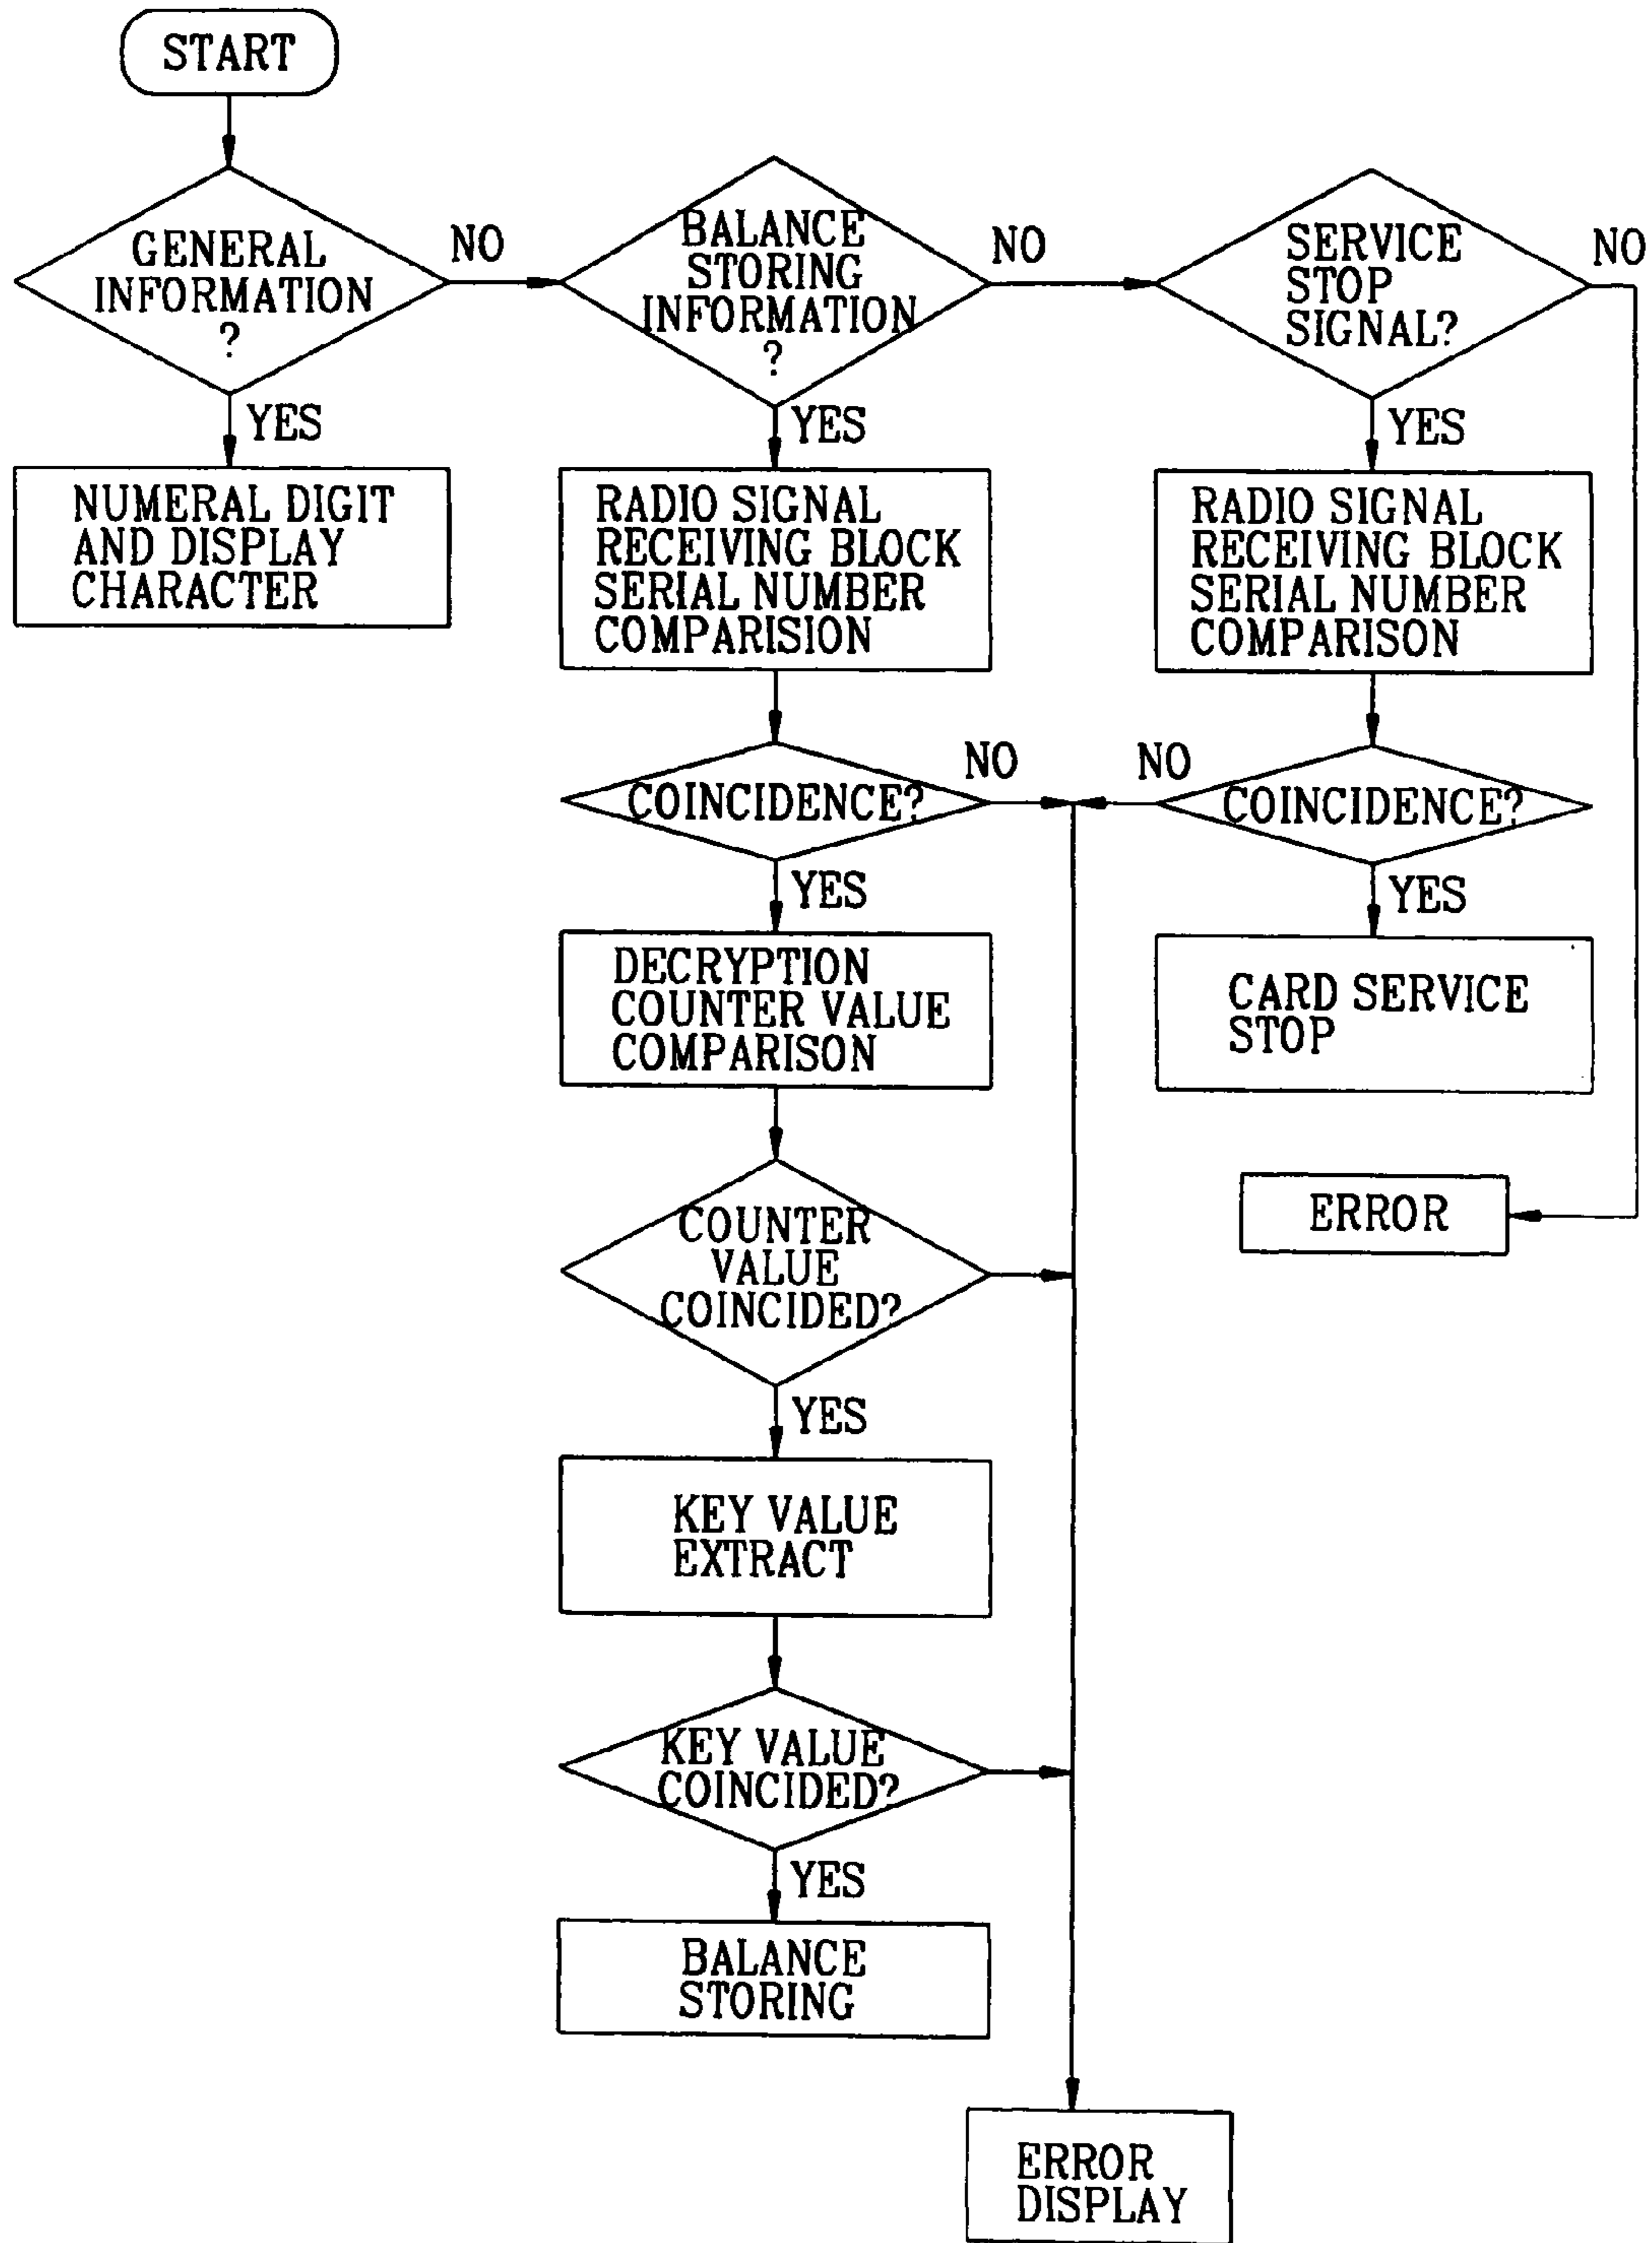 START
GENERAL
INFORMATION
?
NO
YES
NUMERAL DIGIT
AND DISPLAY
CHARACTER
BALANCE
STORING
INFORMATION
?
NO
YES
RADIO SIGNAL
RECEIVING BLOCK
SERIAL NUMBER
COMPARISION
COINCIDENCE?
NO
YES
DECRYPTION
COUNTER VALUE
COMPARISON
COUNTER
VALUE
COINCIDED?
YES
KEY VALUE
EXTRACT
KEY VALUE
COINCIDED?
YES
BALANCE
STORING
SERVICE
STOP
SIGNAL?
NO
YES
RADIO SIGNAL
RECEIVING BLOCK
SERIAL NUMBER
COMPARISON
NO
COINCIDENCE?
YES
CARD SERVICE
STOP
ERROR
ERROR
DISPLAY